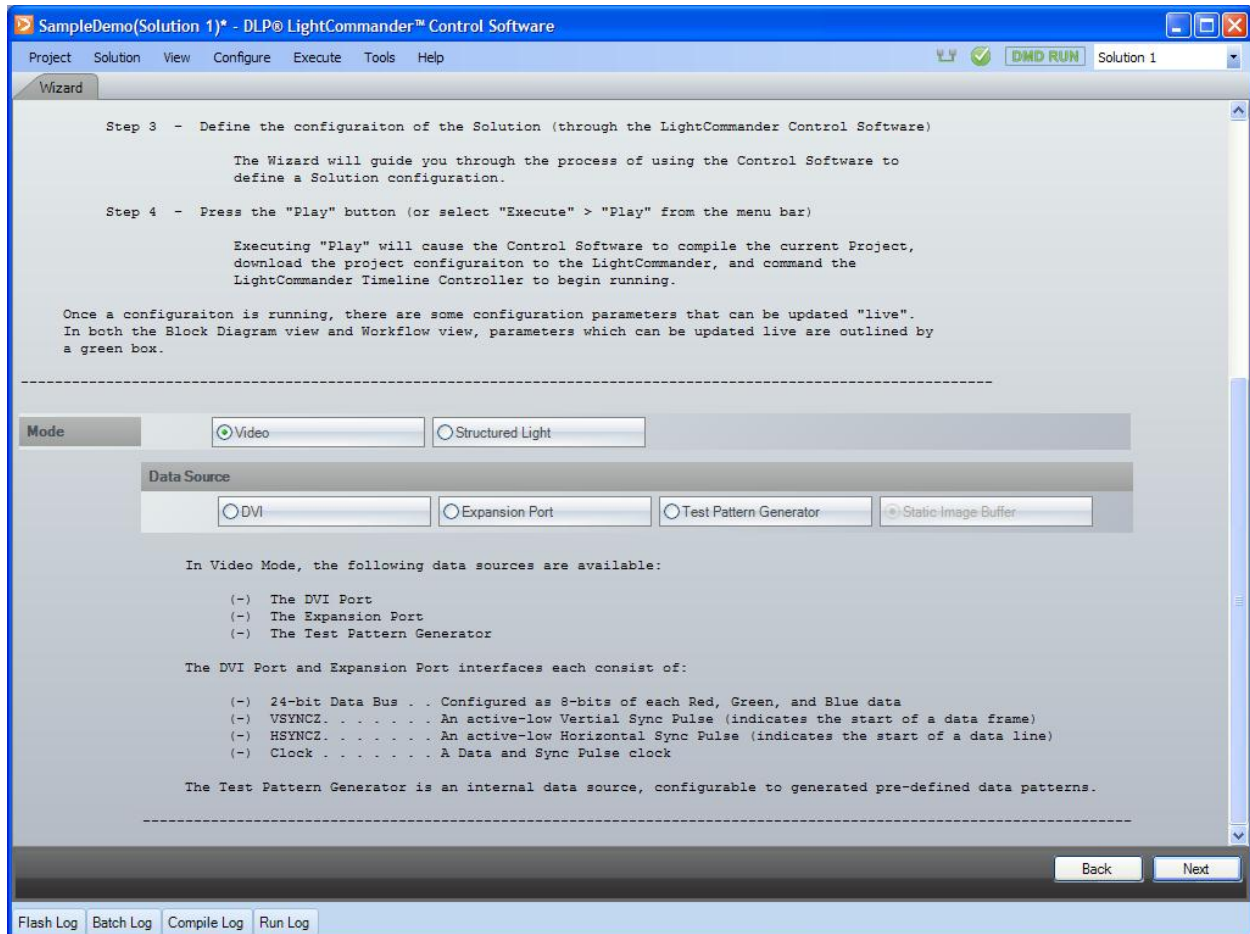 SampleDemo(Solution 1)* - DLP® LightCommander™ Control Software
Project Solution View Configure Execute Tools Help DMD RUN Solution 1
Wizard
Step 3 - Define the configuraiton of the Solution (through the LightCommander Control Software)
The Wizard will guide you through the process of using the Control Software to
define a Solution configuration.
Step 4 - Press the "Play" button (or select "Execute" > "Play" from the menu bar)
Executing "Play" will cause the Control Software to compile the current Project,
download the project configuraiton to the LightCommander, and command the
LightCommander Timeline Controller to begin running.
Once a configuraiton is running, there are some configuration parameters that can be updated "live".
In both the Block Diagram view and Workflow view, parameters which can be updated live are outlined by
a green box.
Mode Video Structured Light
Data Source
DVI Expansion Port Test Pattern Generator Static Image Buffer
In Video Mode, the following data sources are available:
(-) The DVI Port
(-) The Expansion Port
(-) The Test Pattern Generator
The DVI Port and Expansion Port interfaces each consist of:
(-) 24-bit Data Bus . . Configured as 8-bits of each Red, Green, and Blue data
(-) VSYNCZ. . . . . . . An active-low Vertial Sync Pulse (indicates the start of a data frame)
(-) HSYNCZ. . . . . . . An active-low Horizontal Sync Pulse (indicates the start of a data line)
(-) Clock . . . . . . . A Data and Sync Pulse clock
The Test Pattern Generator is an internal data source, configurable to generated pre-defined data patterns.
Back Next
Flash Log Batch Log Compile Log Run Log